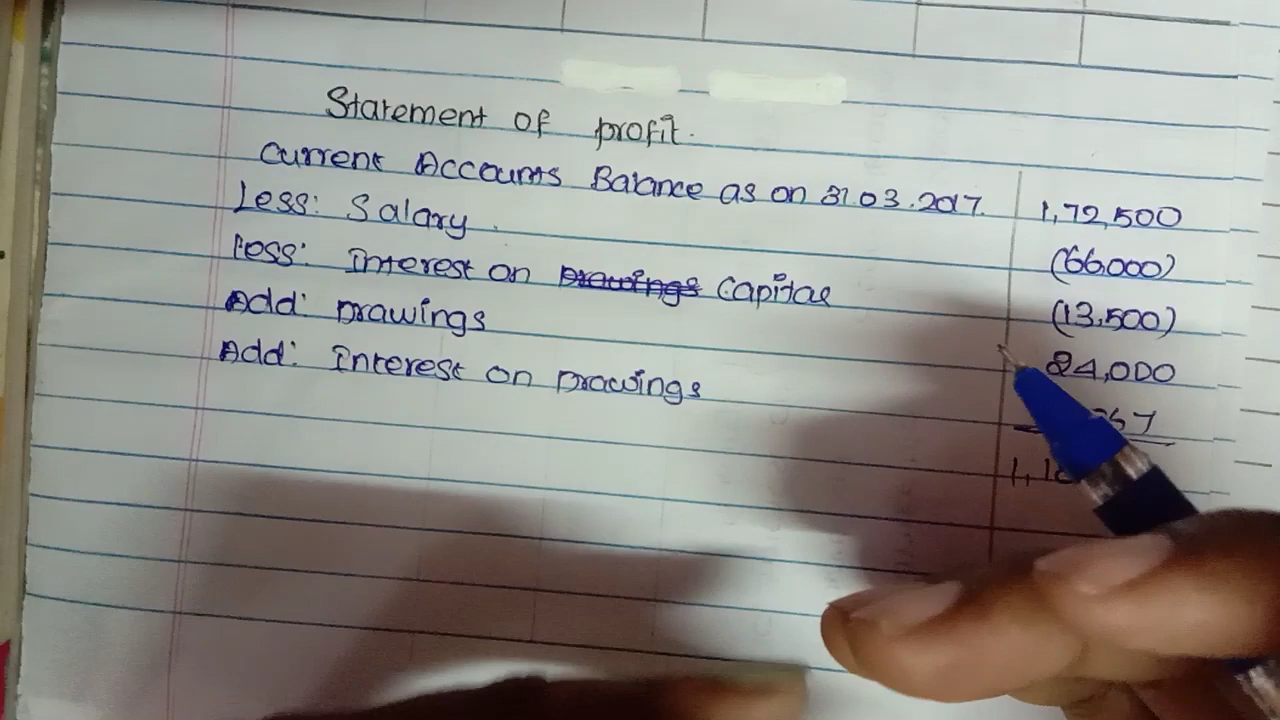 Statement of profit.
Current Accounts Balance as on 31.03.2017. 1,72,500
Less: Salary. (66,000)
Less: Interest on Drawings Capital (13,500)
Add: Drawings 24,000
Add: Interest on Drawings